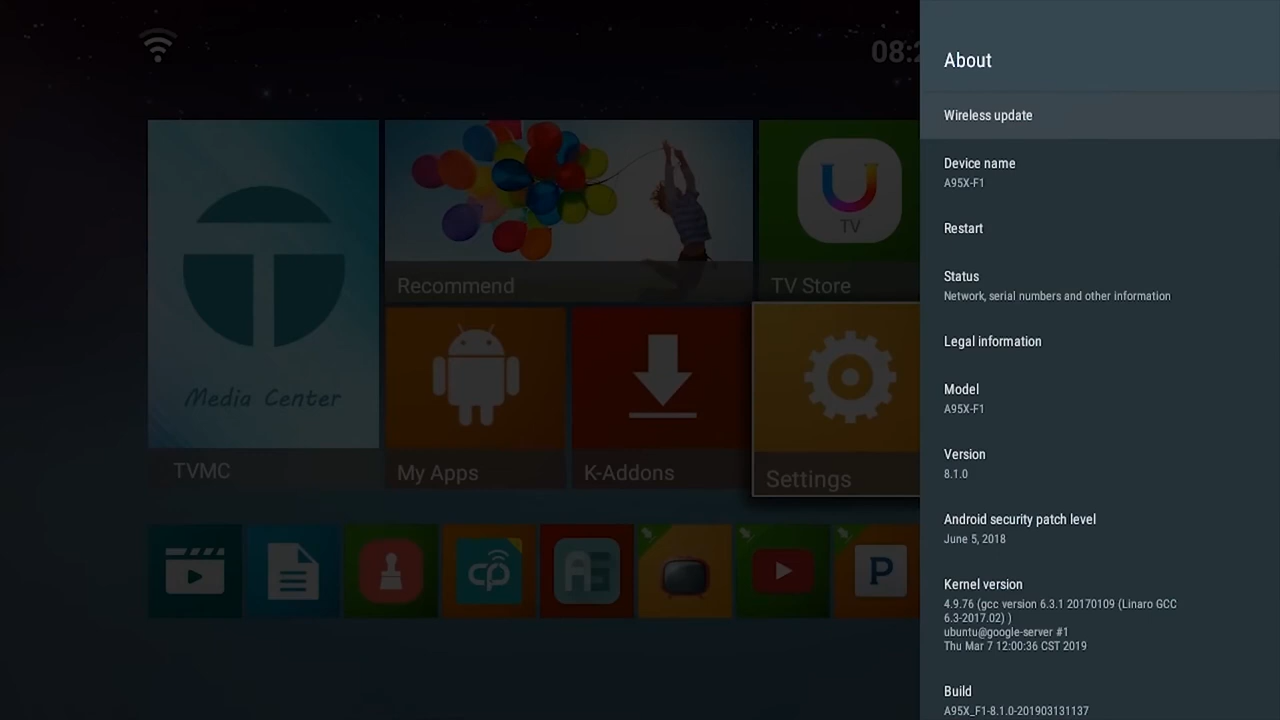 08:2
Media Center
TVMC
Recommend
TV
TV Store
My Apps
K-Addons
Settings
cp
AE
P
About
Wireless update
Device name
A95X-F1
Restart
Status
Network, serial numbers and other information
Legal information
Model
A95X-F1
Version
8.1.0
Android security patch level
June 5, 2018
Kernel version
4.9.76 (gcc version 6.3.1 20170109 (Linaro GCC
6.3-2017.02) )
ubuntu@google-server #1
Thu Mar 7 12:00:36 CST 2019
Build
A95X_F1-8.1.0-201903131137